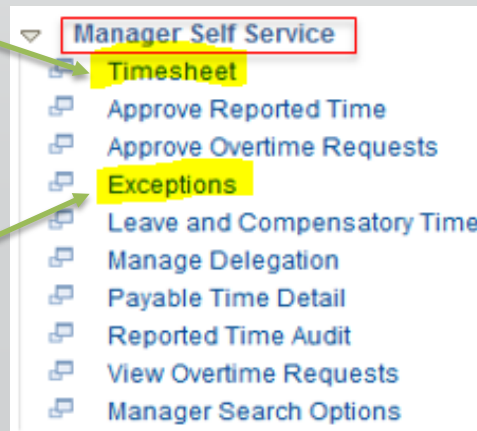 Manager Self Service
Timesheet
Approve Reported Time
Approve Overtime Requests
Exceptions
Leave and Compensatory Time
Manage Delegation
Payable Time Detail
Reported Time Audit
View Overtime Requests
Manager Search Options